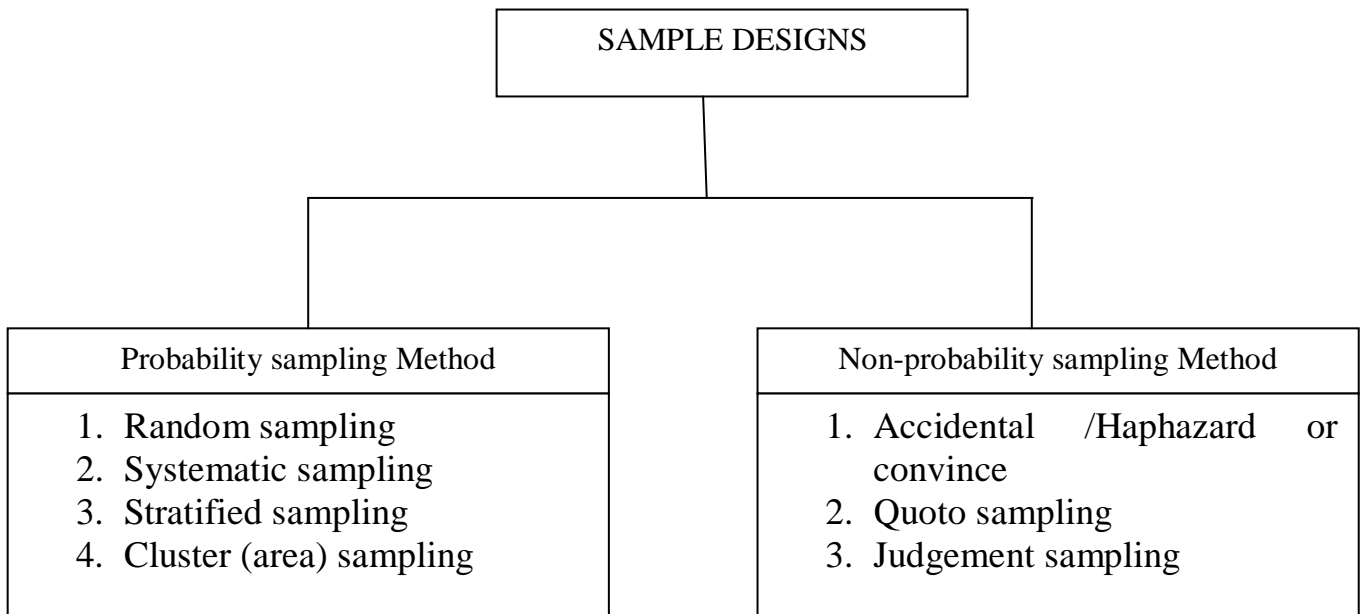 SAMPLE DESIGNS
Probability sampling Method
1. Random sampling
2. Systematic sampling
3. Stratified sampling
4. Cluster (area) sampling
Non-probability sampling Method
1. Accidental /Haphazard or
convince
2. Quoto sampling
3. Judgement sampling